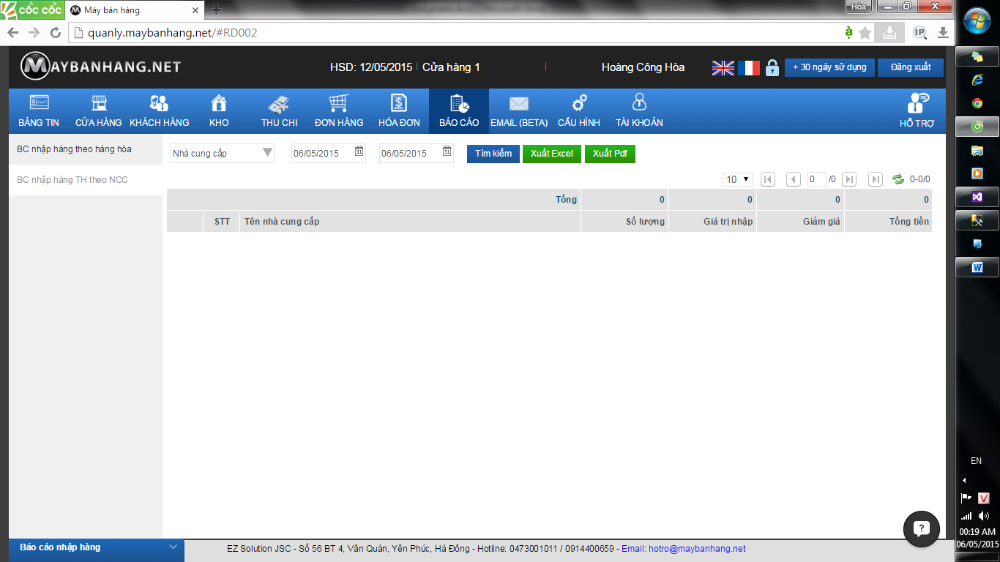 CỐC CỐC Máy bán hàng Hòa
quanly.maybanhang.net/#RD002 IP
MAYBANHANG.NET HSD: 12/05/2015 Cửa hàng 1 Hoàng Công Hòa + 30 ngày sử dụng Đăng xuất
BẢNG TIN CỬA HÀNG KHÁCH HÀNG KHO THU CHI ĐƠN HÀNG HÓA ĐƠN BÁO CÁO EMAIL (BETA) CẤU HÌNH TÀI KHOẢN HỖ TRỢ
BC nhập hàng theo hàng hóa
BC nhập hàng TH theo NCC
Nhà cung cấp 06/05/2015 31 06/05/2015 31 Tìm kiếm Xuất Excel Xuất Pdf
10 0 /0 0-0/0
Tổng 0 0 0 0
STT Tên nhà cung cấp Số lượng Giá trị nhập Giảm giá Tổng tiền
EN
00:19 AM
06/05/2015
Báo cáo nhập hàng EZ Solution JSC - Số 56 BT 4, Văn Quán, Yên Phúc, Hà Đông - Hotline: 0473001011 / 0914400659 - Email: hotro@maybanhang.net